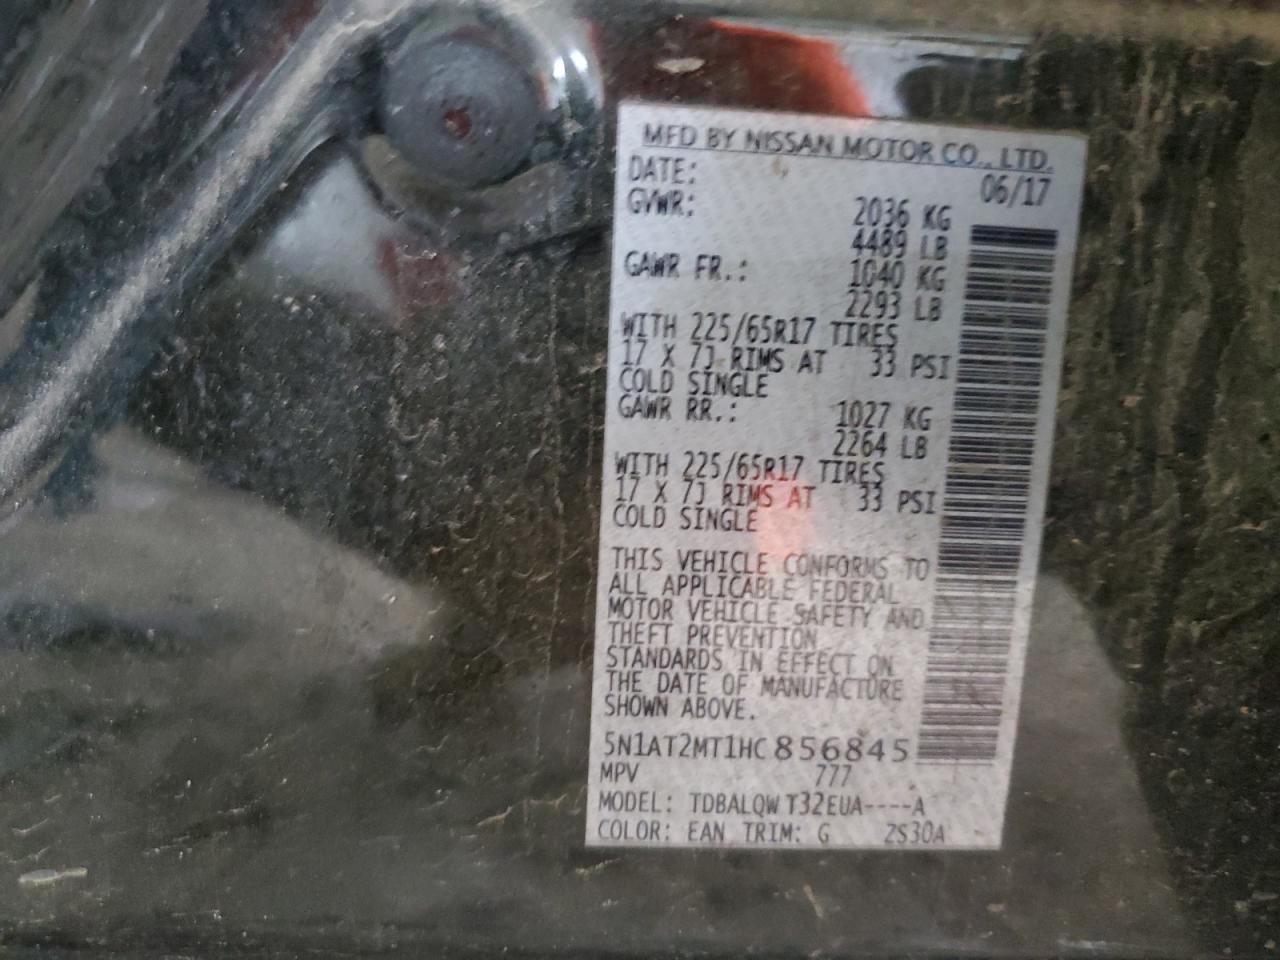 MFD BY NISSAN MOTOR CO., LTD.
DATE: 06/17
GVWR: 2036 KG
4489 LB
GAWR FR.: 1040 KG
2293 LB
WITH 225/65R17 TIRES
17 X 7J RIMS AT 33 PSI
COLD SINGLE
GAWR RR.: 1027 KG
2264 LB
WITH 225/65R17 TIRES
17 X 7J RIMS AT 33 PSI
COLD SINGLE
THIS VEHICLE CONFORMS TO
ALL APPLICABLE FEDERAL
MOTOR VEHICLE SAFETY AND
THEFT PREVENTION
STANDARDS IN EFFECT ON
THE DATE OF MANUFACTURE
SHOWN ABOVE.
5N1AT2MT1HC856845
MPV 777
MODEL: TDBALQW T32EUA----A
COLOR: EAN TRIM: G 2S30A